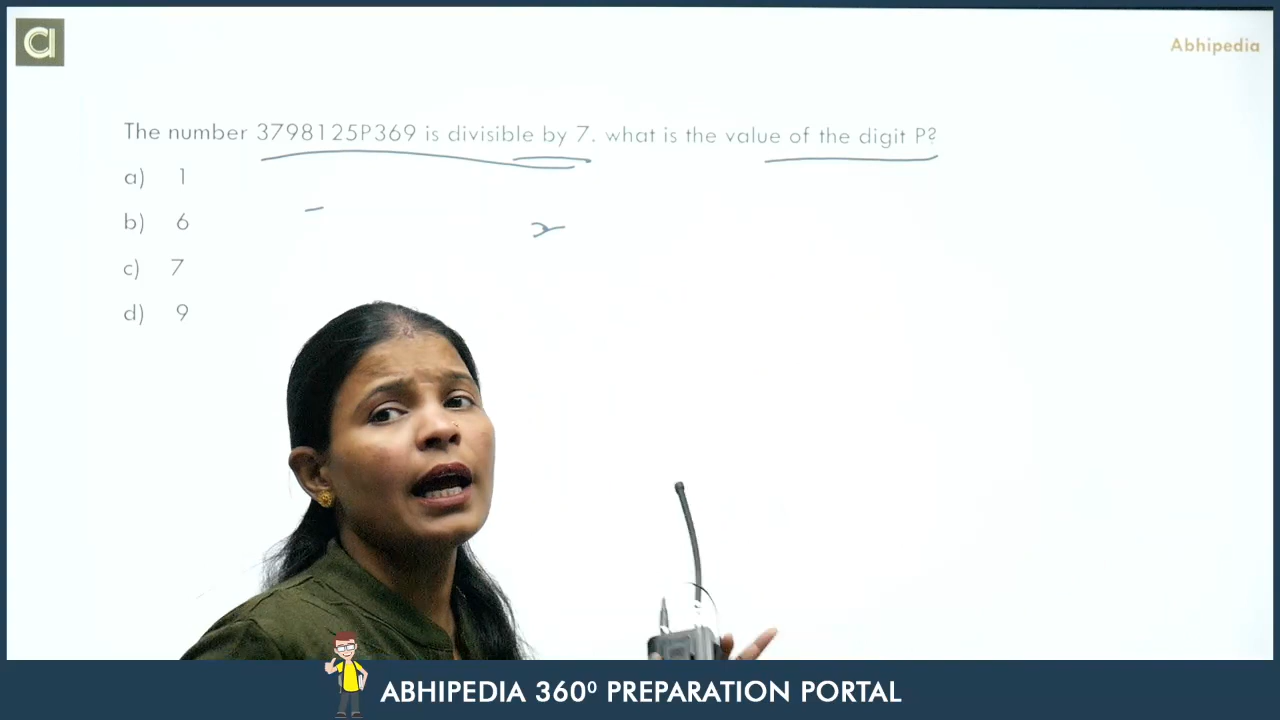 CA
Abhipedia
The number 3798125P369 is divisible by 7. what is the value of the digit P?
a) 1
b) 6
c) 7
d) 9
ABHIPEDIA 360⁰ PREPARATION PORTAL